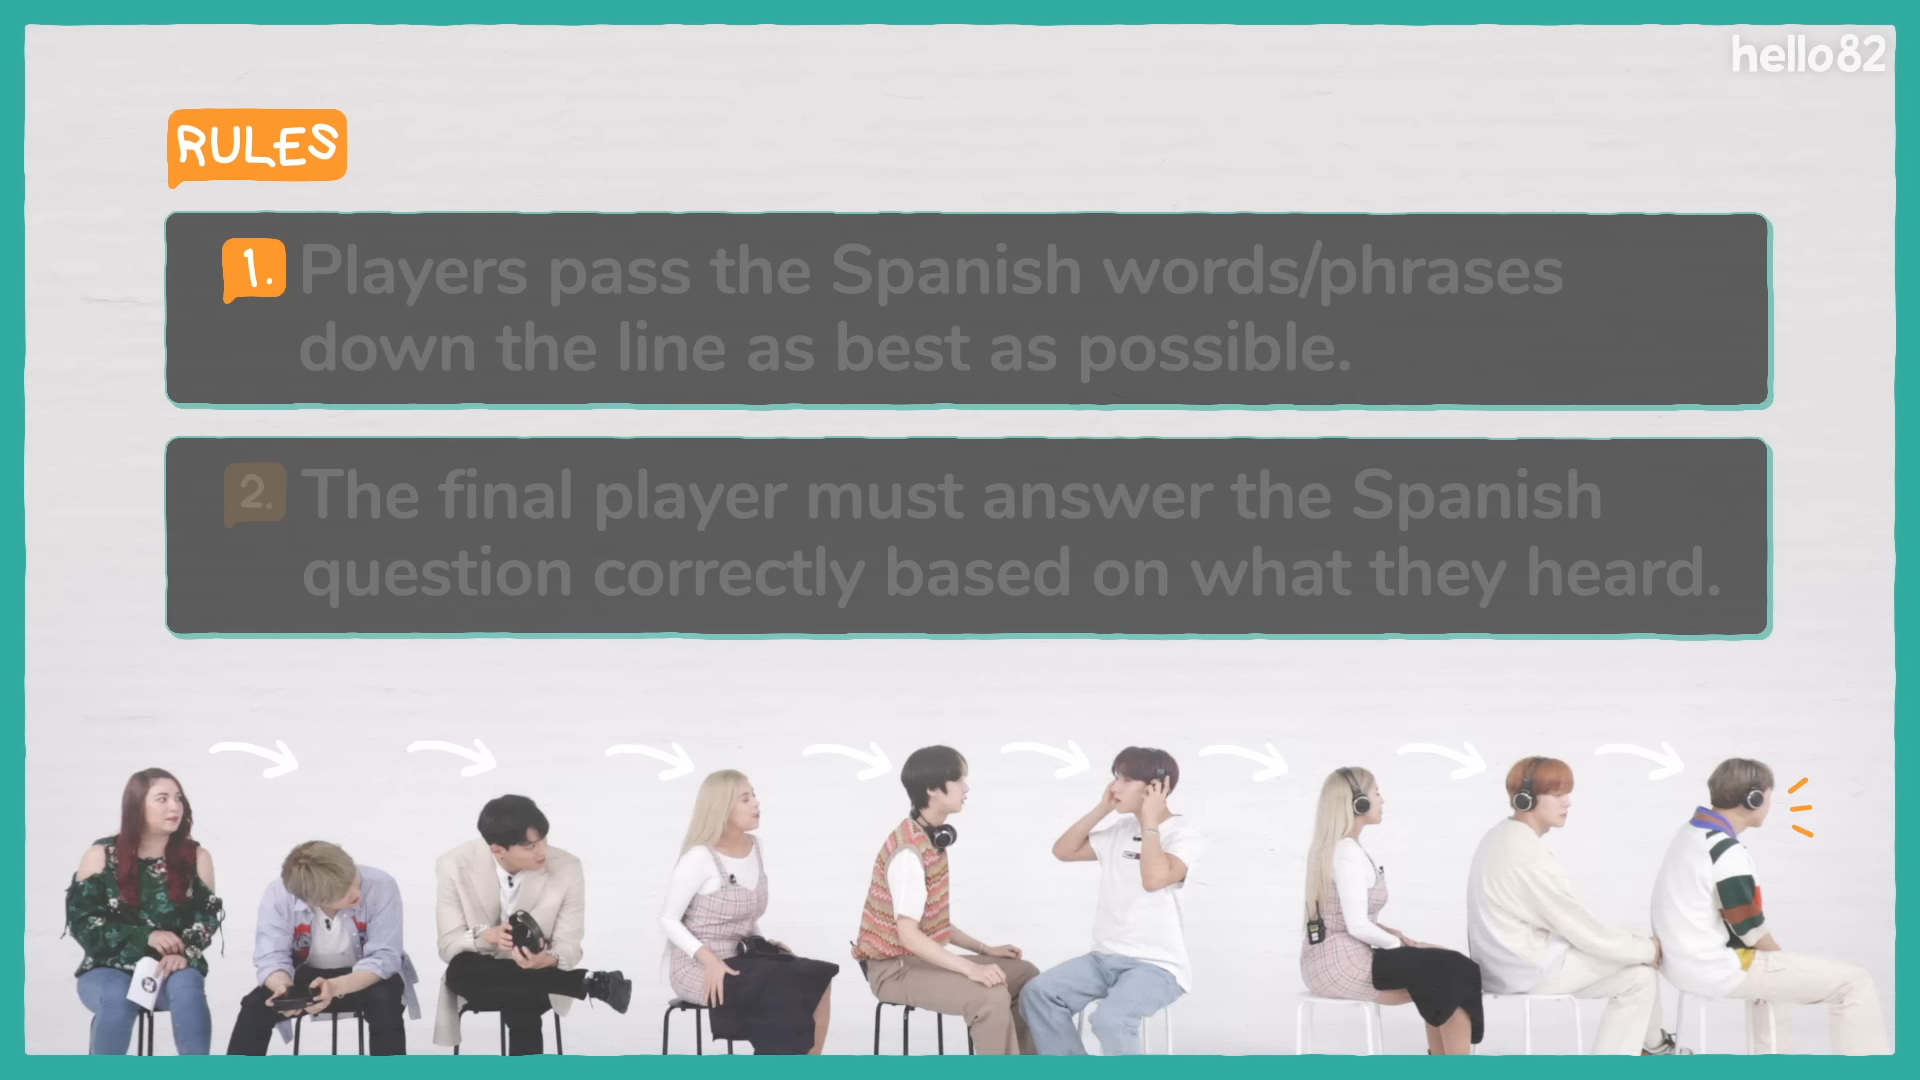 hello82
RULES
1. Players pass the Spanish words/phrases
down the line as best as possible.
2. The final player must answer the Spanish
question correctly based on what they heard.